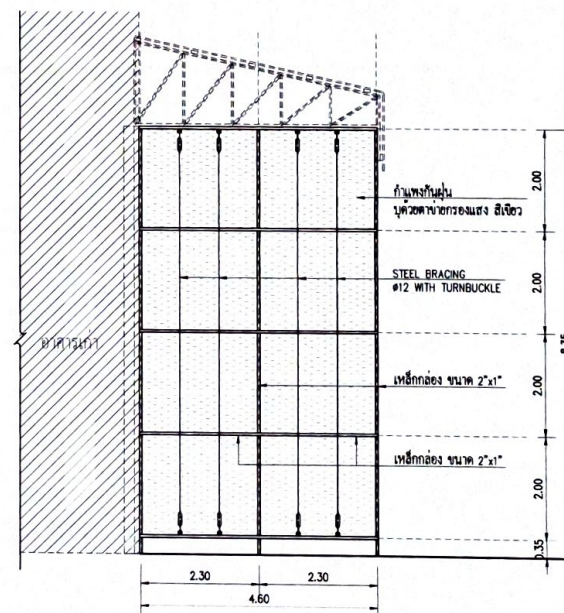 กำแพงกันฝุ่น
บุด้วยตาข่ายกรองแสง สีเขียว
2.00
STEEL BRACING
ø12 WITH TURNBUCKLE
2.00
อาคารเก่า
8.35
เหล็กกล่อง ขนาด 2"x1"
2.00
เหล็กกล่อง ขนาด 2"x1"
2.00
0.35
2.30
2.30
4.60